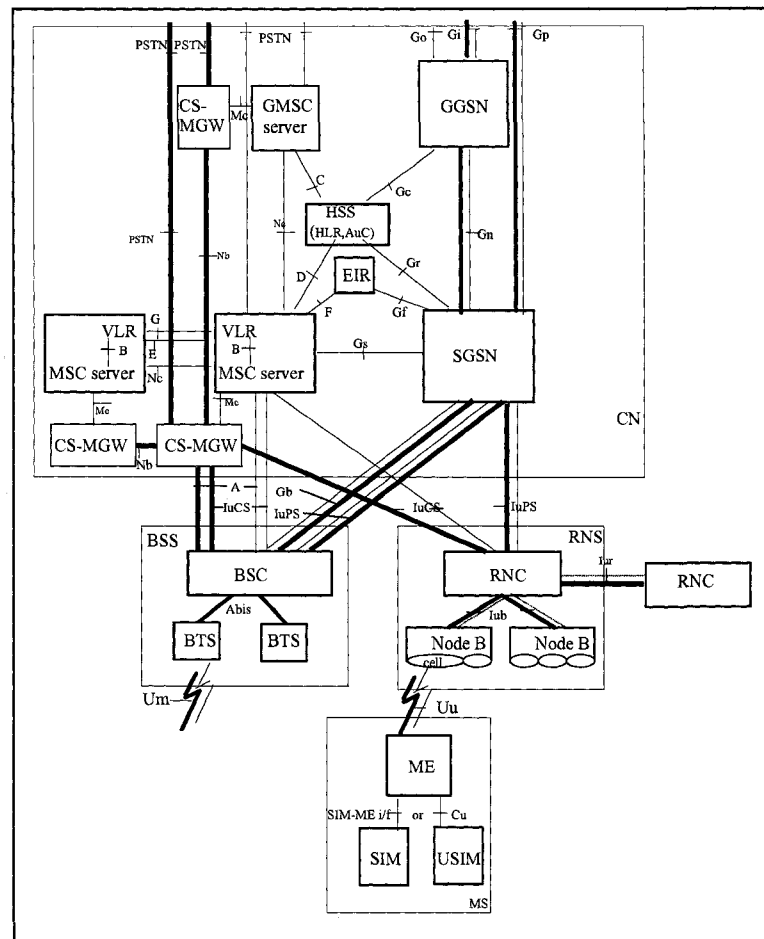 PSTN PSTN PSTN Go Gi Gp
CS-MGW
Mc
GMSC server
GGSN
C
Gc
HSS
(HLR,AuC)
PSTN
Nb
Nc
Gn
D
EIR
Gr
F
Gf
VLR
G
B
E
MSC server
Nc
VLR
B
MSC server
Gs
SGSN
CN
Mc
Mc
CS-MGW
Nb
CS-MGW
A
IuCS
Gb
IuPS
IuCS
IuPS
BSS
RNS
BSC
RNC
Iur
RNC
Abis
Iub
BTS
BTS
Node B
Node B
cell
Um
Uu
ME
SIM-ME i/f or Cu
SIM
USIM
MS